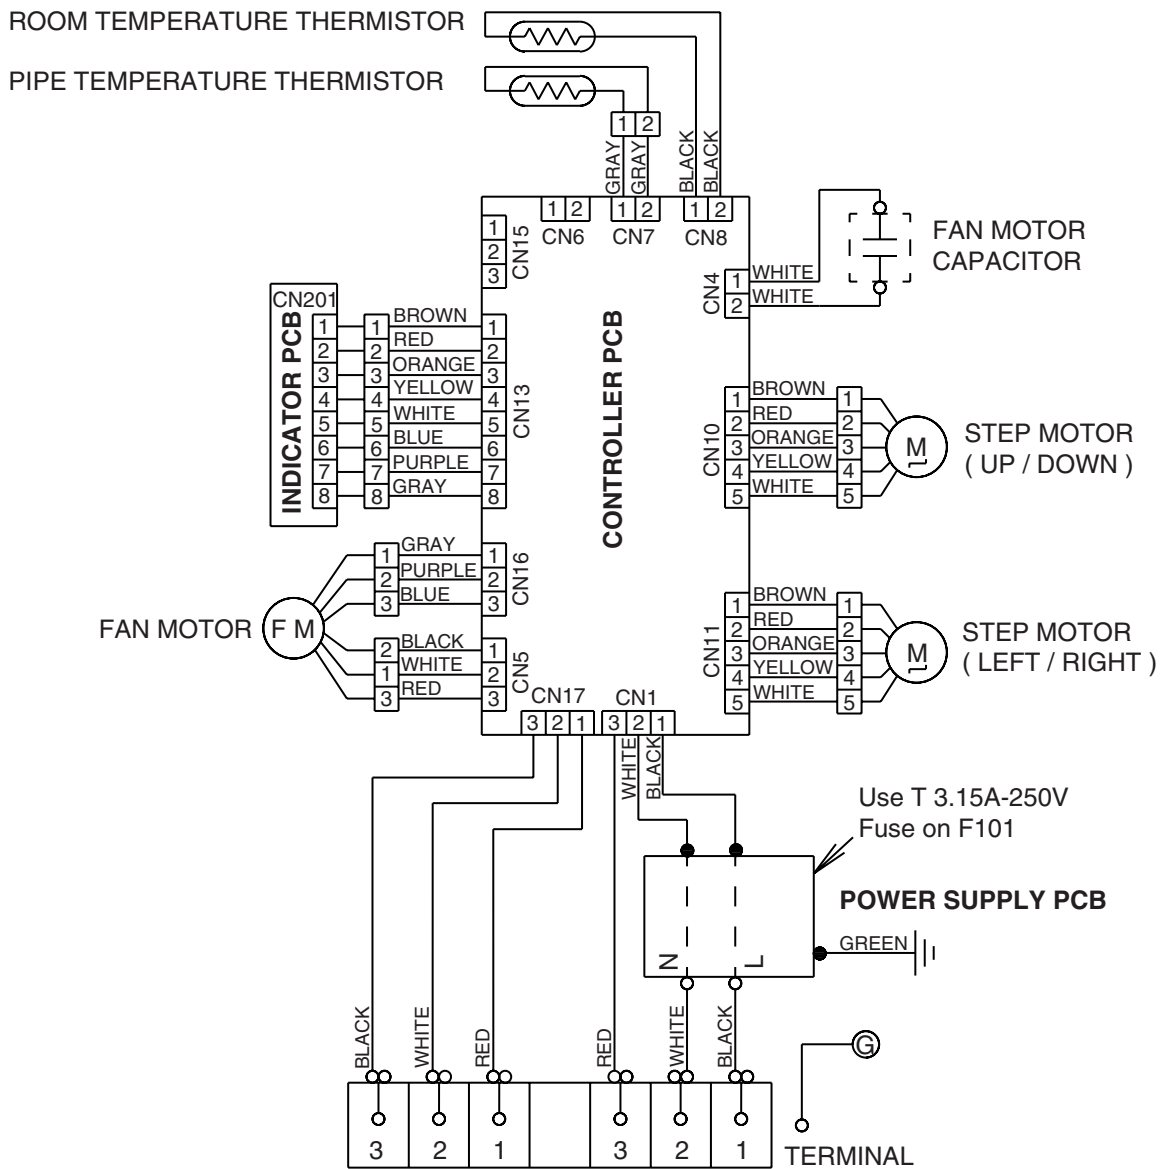 ROOM TEMPERATURE THERMISTOR
PIPE TEMPERATURE THERMISTOR
1 2
GRAY
GRAY
BLACK
BLACK
1 2
CN6
1 2
CN7
1 2
CN8
1
2
3
CN15
CN4
1 WHITE
2 WHITE
FAN MOTOR
CAPACITOR
CN201
INDICATOR PCB
1 1 BROWN 1
2 2 RED 2
3 3 ORANGE 3
4 4 YELLOW 4
5 5 WHITE 5
6 6 BLUE 6
7 7 PURPLE 7
8 8 GRAY 8
CN13
CONTROLLER PCB
CN10
1 BROWN 1
2 RED 2
3 ORANGE 3
4 YELLOW 4
5 WHITE 5
M
STEP MOTOR
( UP / DOWN )
FAN MOTOR
F M
1 GRAY 1
2 PURPLE 2
3 BLUE 3
CN16
2 BLACK 1
1 WHITE 2
3 RED 3
CN5
CN11
1 BROWN 1
2 RED 2
3 ORANGE 3
4 YELLOW 4
5 WHITE 5
M
STEP MOTOR
( LEFT / RIGHT )
CN17
3 2 1
CN1
3 2 1
WHITE
BLACK
Use T 3.15A-250V
Fuse on F101
POWER SUPPLY PCB
N
L
GREEN
BLACK
WHITE
RED
RED
WHITE
BLACK
G
3 2 1 3 2 1
TERMINAL